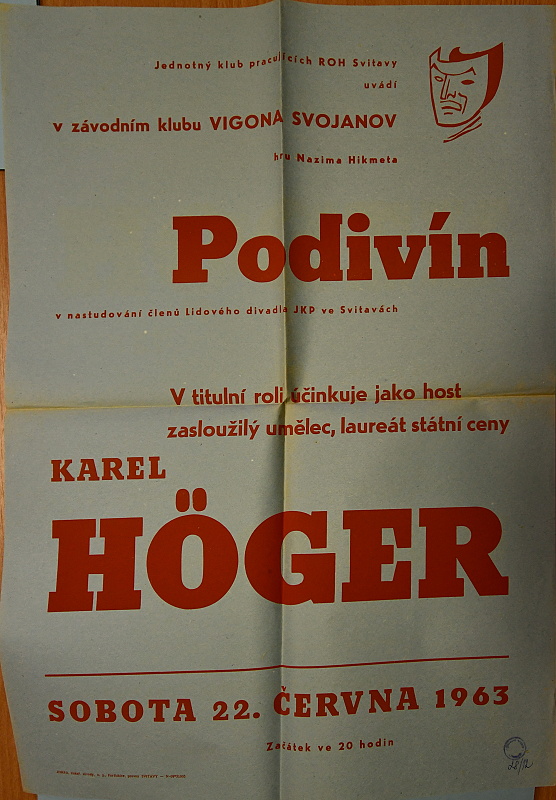 Jednotný klub pracujících ROH Svitavy
uvádí
v závodním klubu VIGONA SVOJANOV
hru Nazima Hikmeta
Podivín
v nastudování členů Lidového divadla JKP ve Svitavách
V titulní roli účinkuje jako host
zasloužilý umělec, laureát státní ceny
KAREL
HÖGER
SOBOTA 22. ČERVNA 1963
Začátek ve 20 hodin